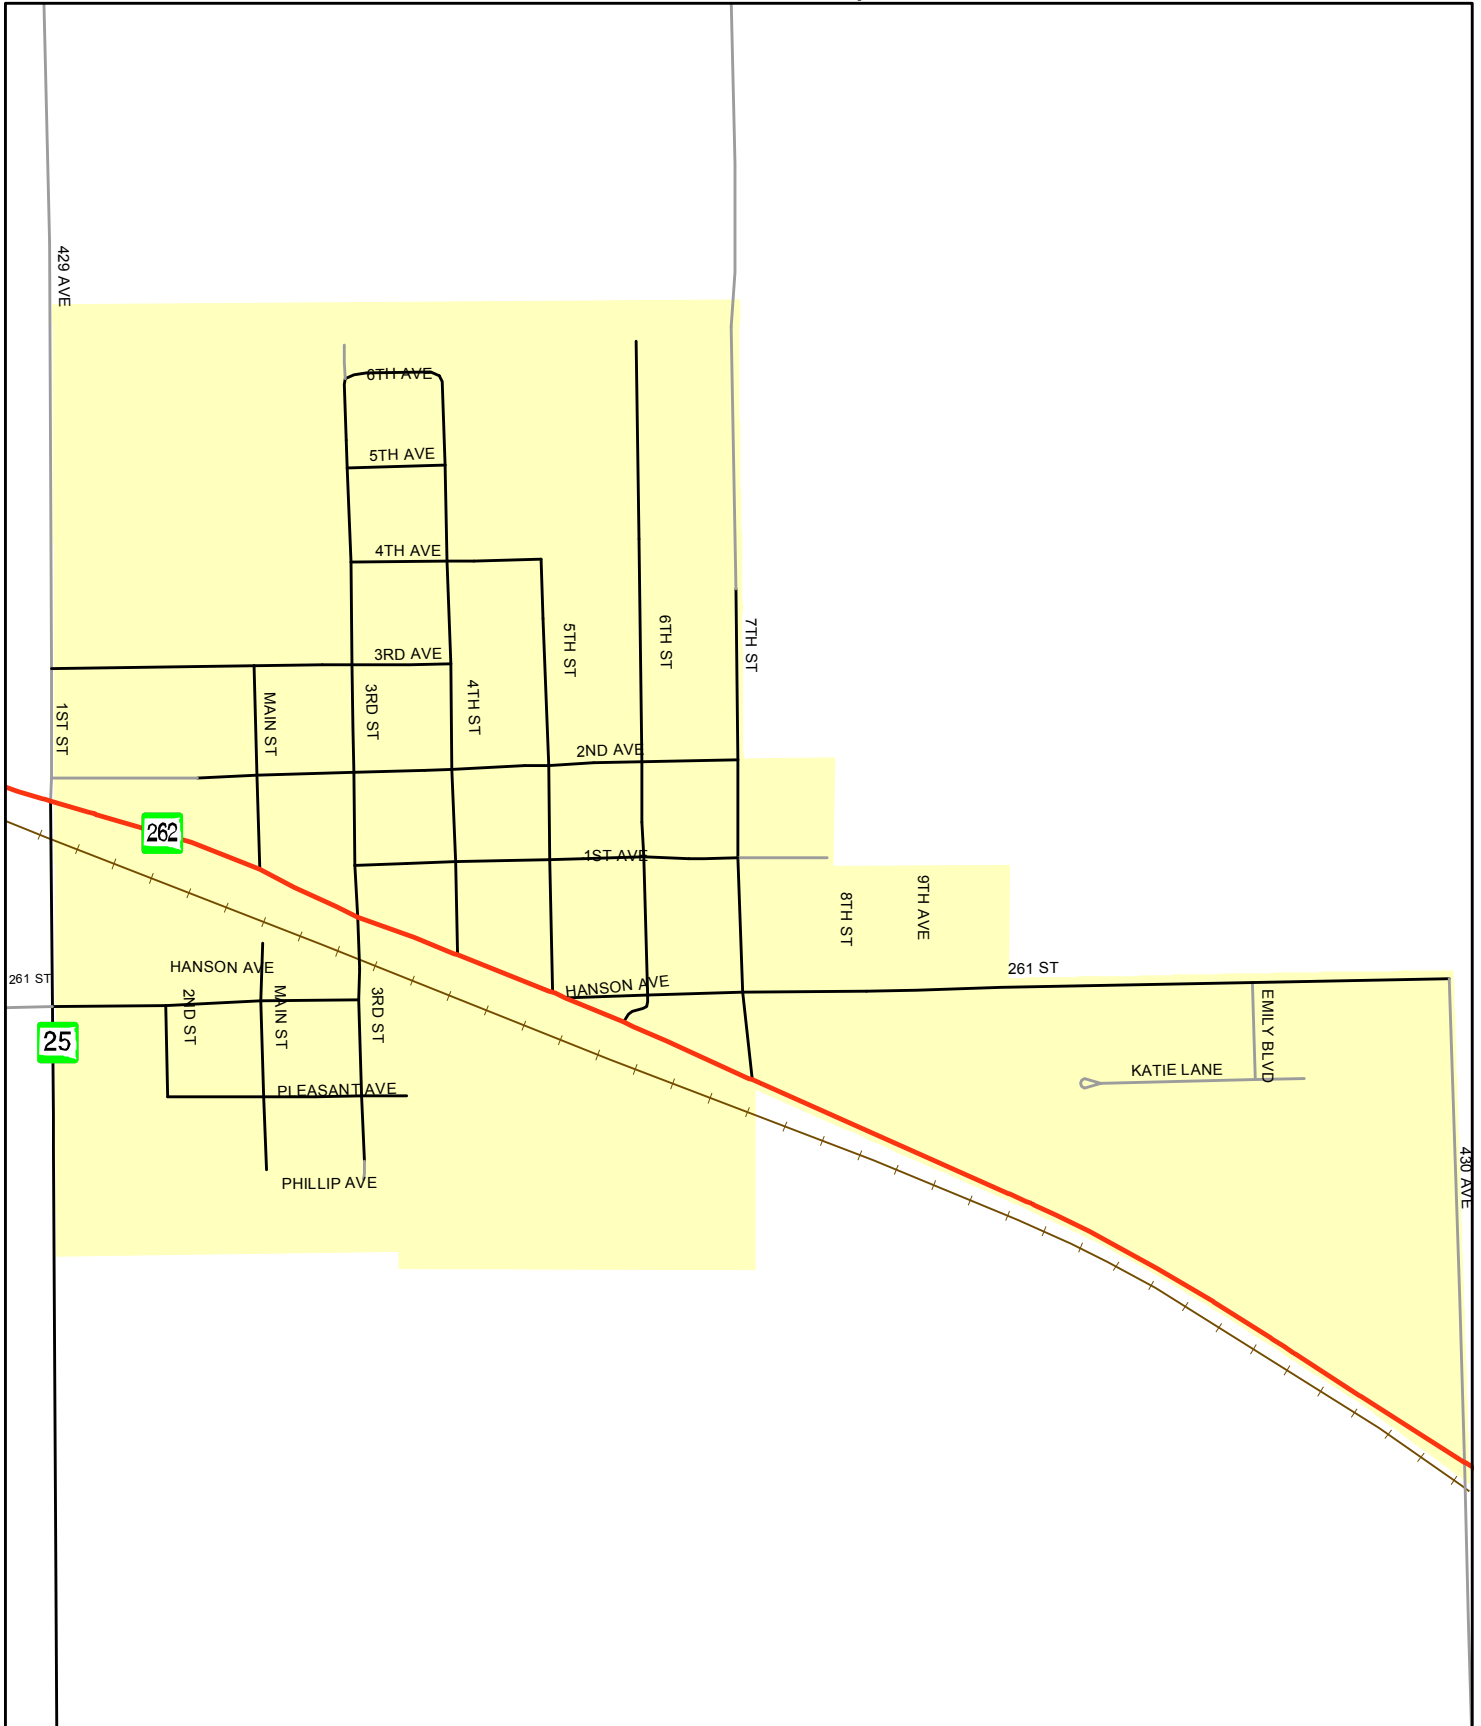 429 AVE
6TH AVE
5TH AVE
4TH AVE
5TH ST
6TH ST
7TH ST
3RD AVE
1ST ST
MAIN ST
3RD ST
4TH ST
2ND AVE
262
1ST AVE
8TH ST
9TH AVE
261 ST
HANSON AVE
HANSON AVE
261 ST
2ND ST
MAIN ST
3RD ST
25
EMILY BLVD
KATIE LANE
PLEASANT AVE
430 AVE
PHILLIP AVE